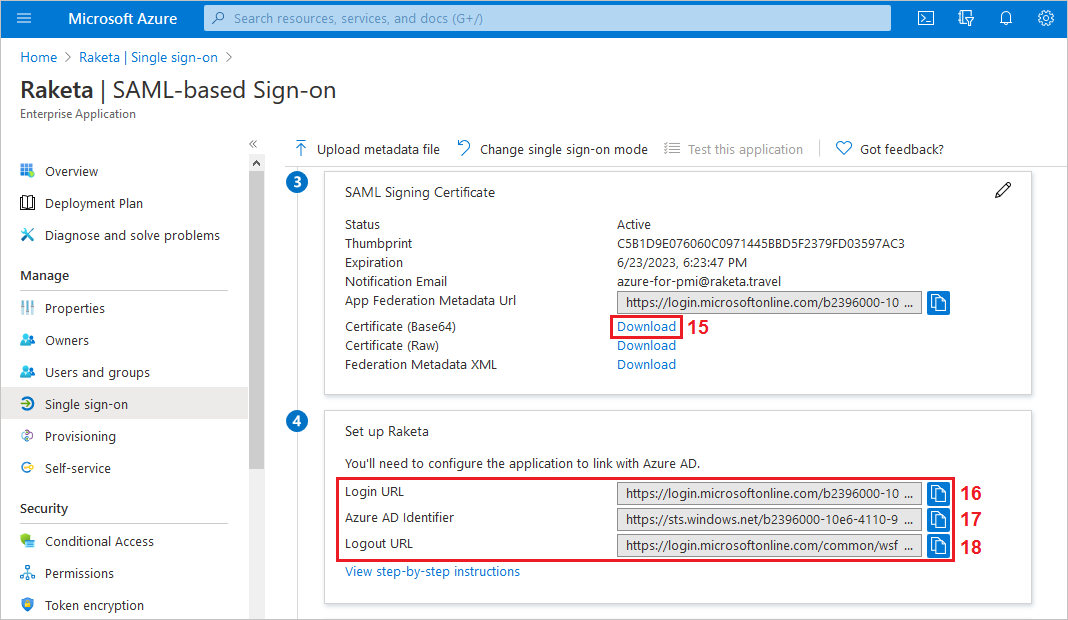 Microsoft Azure
Search resources, services, and docs (G+/)
Home > Raketa | Single sign-on >
Raketa | SAML-based Sign-on
Enterprise Application
«
Upload metadata file
Change single sign-on mode
Test this application
Got feedback?
Overview
Deployment Plan
Diagnose and solve problems
Manage
Properties
Owners
Users and groups
Single sign-on
Provisioning
Self-service
Security
Conditional Access
Permissions
Token encryption
3
SAML Signing Certificate
Status Active
Thumbprint C5B1D9E076060C0971445BBD5F2379FD03597AC3
Expiration 6/23/2023, 6:23:47 PM
Notification Email azure-for-pmi@raketa.travel
App Federation Metadata Url https://login.microsoftonline.com/b2396000-10 ...
Certificate (Base64) Download 15
Certificate (Raw) Download
Federation Metadata XML Download
4
Set up Raketa
You'll need to configure the application to link with Azure AD.
Login URL https://login.microsoftonline.com/b2396000-10 ... 16
Azure AD Identifier https://sts.windows.net/b2396000-10e6-4110-9 ... 17
Logout URL https://login.microsoftonline.com/common/wsf ... 18
View step-by-step instructions